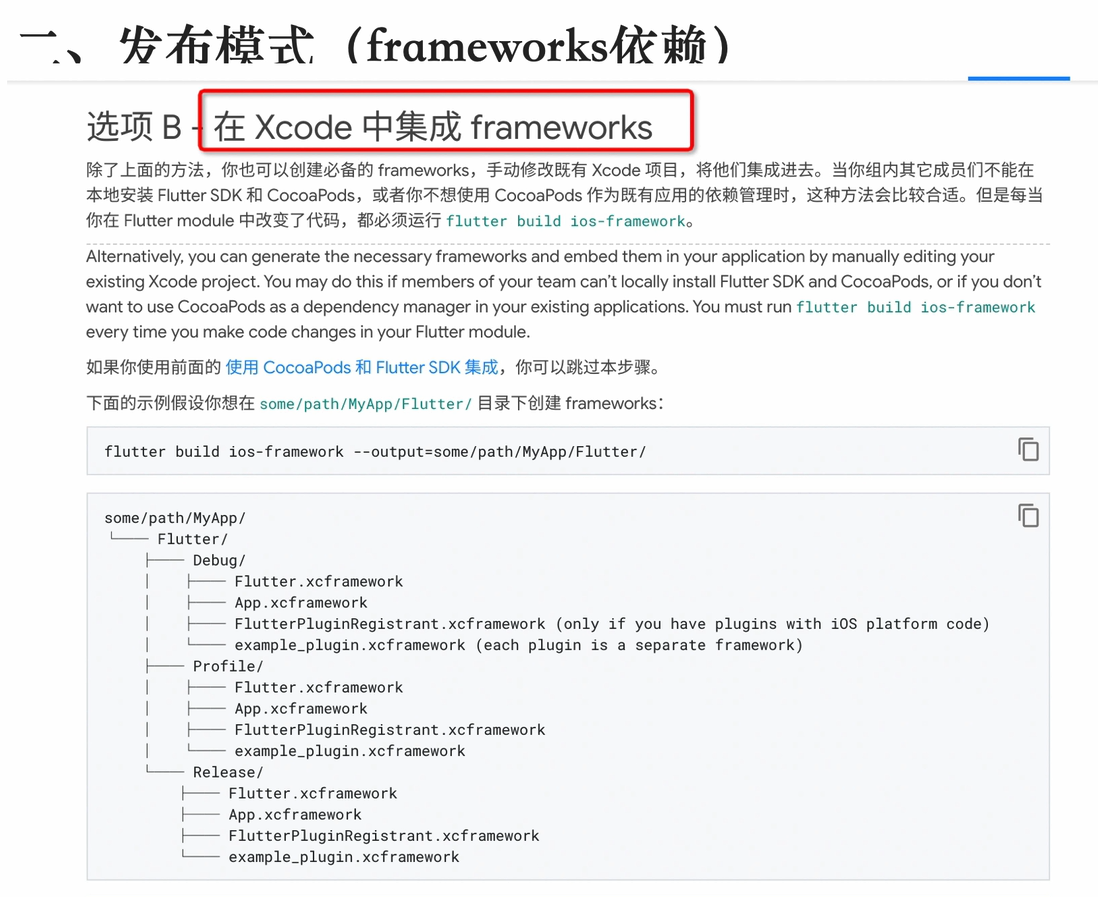 二、发布模式（frameworks依赖）
选项 B - 在 Xcode 中集成 frameworks
除了上面的方法，你也可以创建必备的 frameworks，手动修改既有 Xcode 项目，将他们集成进去。当你组内其它成员们不能在
本地安装 Flutter SDK 和 CocoaPods，或者你不想使用 CocoaPods 作为既有应用的依赖管理时，这种方法会比较合适。但是每当
你在 Flutter module 中改变了代码，都必须运行 flutter build ios-framework。
Alternatively, you can generate the necessary frameworks and embed them in your application by manually editing your
existing Xcode project. You may do this if members of your team can’t locally install Flutter SDK and CocoaPods, or if you don’t
want to use CocoaPods as a dependency manager in your existing applications. You must run flutter build ios-framework
every time you make code changes in your Flutter module.
如果你使用前面的 使用 CocoaPods 和 Flutter SDK 集成，你可以跳过本步骤。
下面的示例假设你想在 some/path/MyApp/Flutter/ 目录下创建 frameworks：
flutter build ios-framework --output=some/path/MyApp/Flutter/
some/path/MyApp/
└── Flutter/
    ├── Debug/
    │   ├── Flutter.xcframework
    │   ├── App.xcframework
    │   ├── FlutterPluginRegistrant.xcframework (only if you have plugins with iOS platform code)
    │   └── example_plugin.xcframework (each plugin is a separate framework)
    ├── Profile/
    │   ├── Flutter.xcframework
    │   ├── App.xcframework
    │   ├── FlutterPluginRegistrant.xcframework
    │   └── example_plugin.xcframework
    └── Release/
        ├── Flutter.xcframework
        ├── App.xcframework
        ├── FlutterPluginRegistrant.xcframework
        └── example_plugin.xcframework